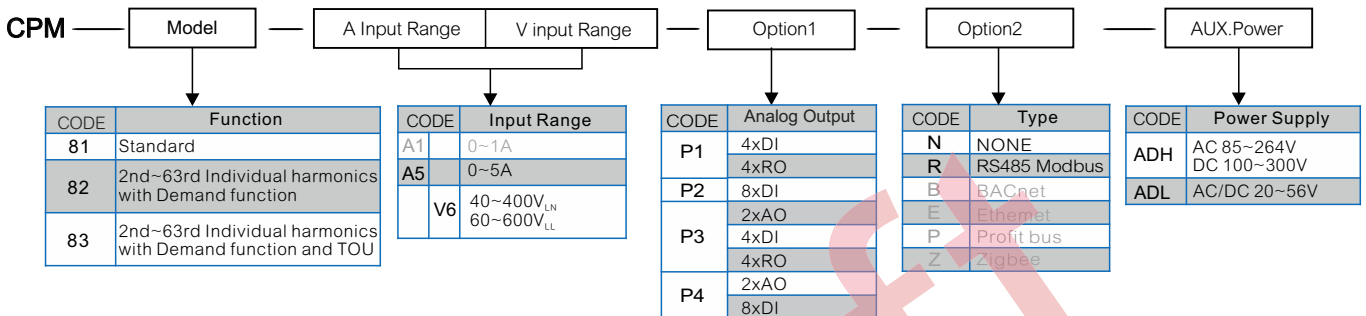 CPM Model A Input Range V input Range Option1 Option2 AUX.Power
CODE Function
81 Standard
82 2nd~63rd Individual harmonics
with Demand function
83 2nd~63rd Individual harmonics
with Demand function and TOU
CODE Input Range
A1 0~1A
A5 0~5A
V6 40~400VLN
60~600VLL
CODE Analog Output
P1 4xDI
4xRO
P2 8xDI
P3 2xAO
4xDI
4xRO
P4 2xAO
8xDI
CODE Type
N NONE
R RS485 Modbus
B BACnet
E Ethernet
P Profit bus
Z Zigbee
CODE Power Supply
ADH AC 85~264V
DC 100~300V
ADL AC/DC 20~56V